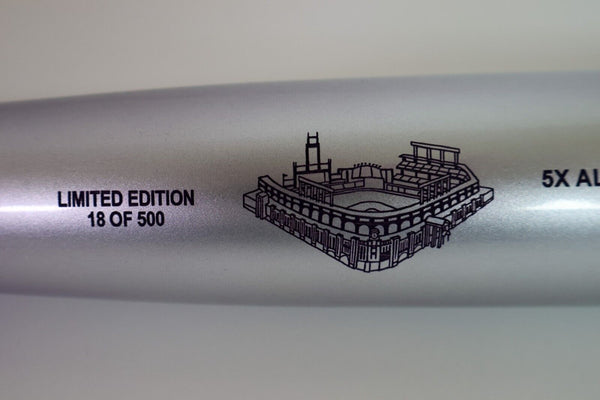 LIMITED EDITION
18 OF 500
5X AL